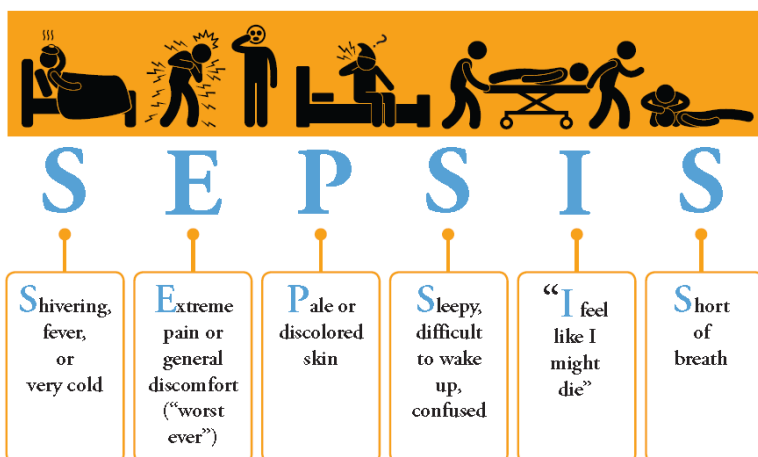 ?
S E P S I S
Shivering,
fever,
or
very cold
Extreme
pain or
general
discomfort
(“worst
ever”)
Pale or
discolored
skin
Sleepy,
difficult
to wake
up,
confused
“I feel
like I
might
die”
Short
of
breath